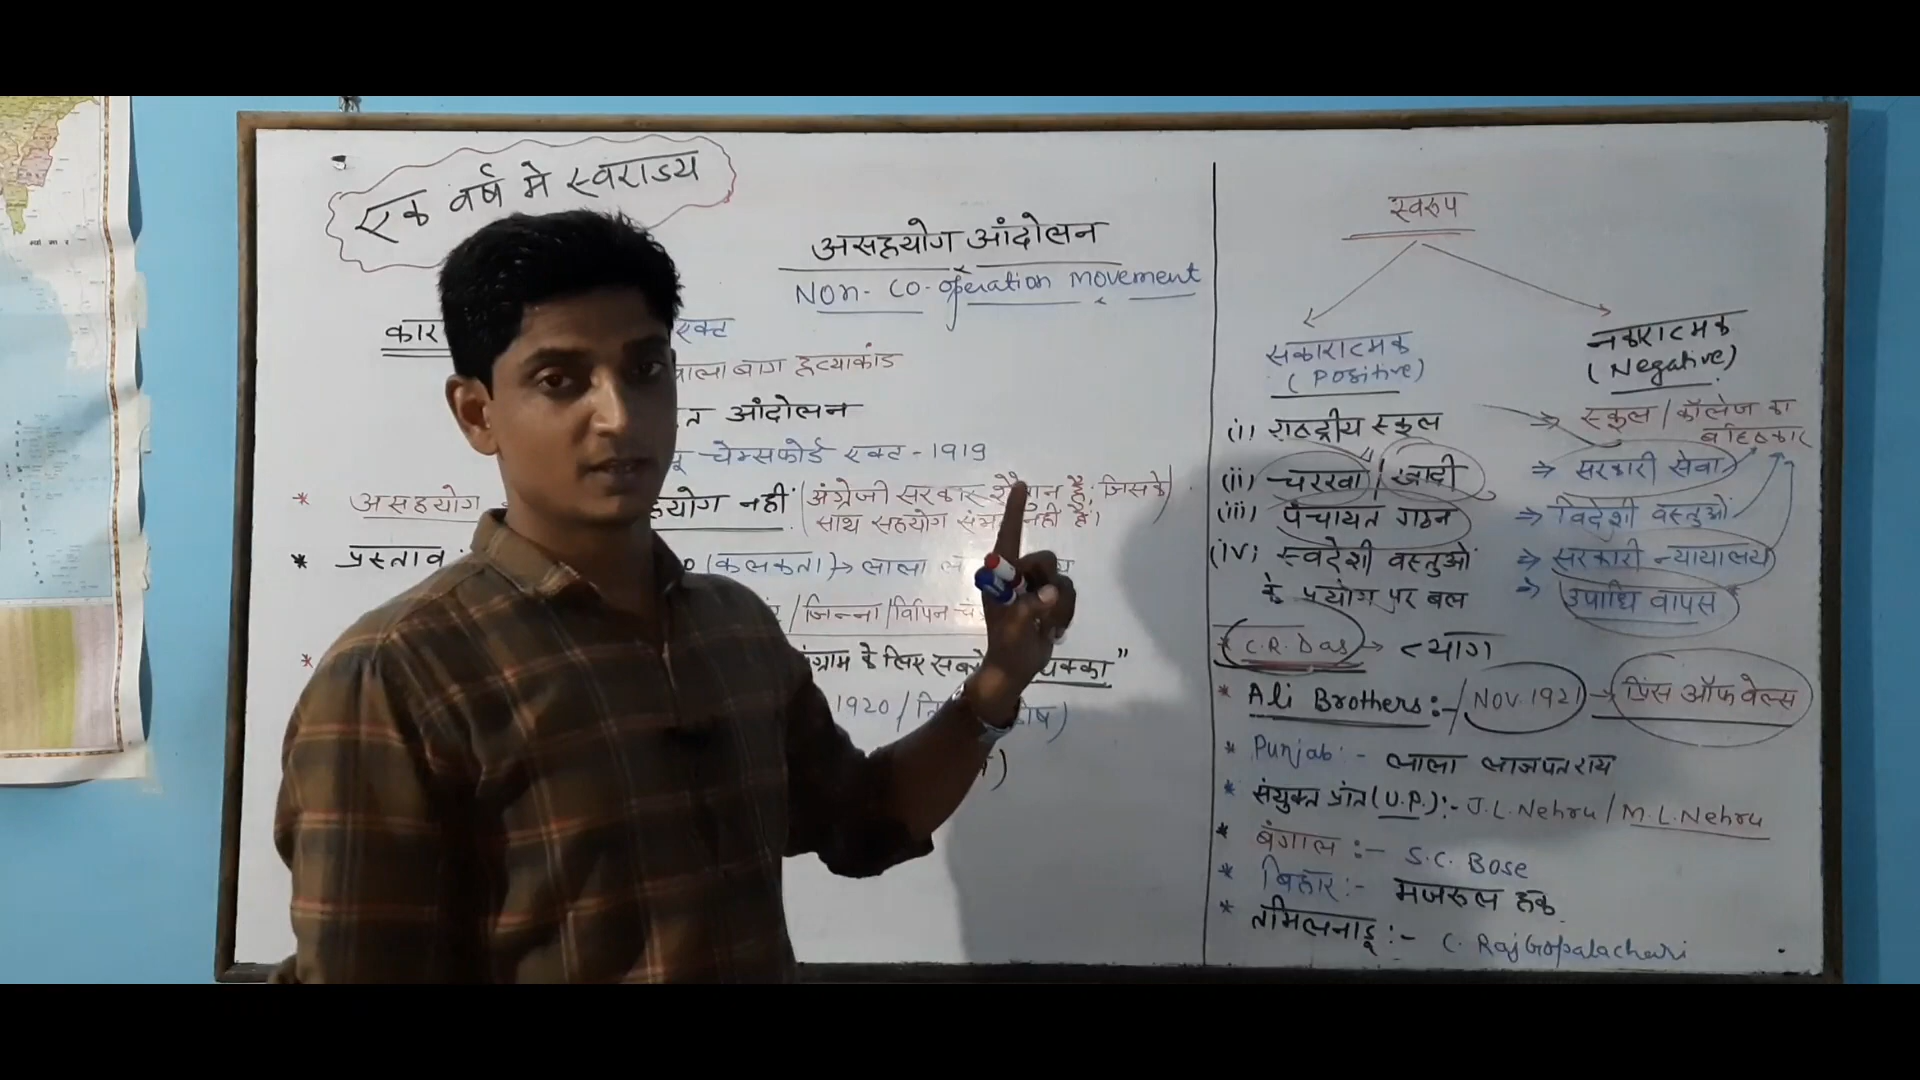 एक वर्ष मे स्वराज्य
असहयोग आंदोलन
Non-Co-operation Movement
कार
एक्ट
वाला बाग हत्याकांड
त आंदोलन
चेम्सफोर्ड एक्ट - 1919
* असहयोग
योग नहीं (अंग्रेजी सरकार है, जिसके
साथ सहयोग नहीं है।
* प्रस्ताव:
(कलकता) → लाला
/जिन्ना/विपिन
*
ग्राम के लिए सबसे धक्का"
1920 /
स्वरूप
सकारात्मक
(Positive)
(i) राष्ट्रीय स्कूल
(ii) चरखा / खादी
(iii) पंचायत गठन
(iv) स्वदेशी वस्तुओं
के प्रयोग पर बल
नकारात्मक
(Negative)
⇒ स्कूल / कॉलेज का
बहिष्कार
⇒ सरकारी सेवा
⇒ विदेशी वस्तुओं
⇒ सरकारी न्यायालय
⇒ उपाधि वापस
* C.R. Das → त्याग
* Ali Brothers:- / NOV. 1921 → प्रिंस ऑफ वेल्स
* Punjab:- लाला लाजपतराय
* संयुक्त प्रांत (U.P.):- J.L. Nehru / M.L. Nehru
* बंगाल:- S.C. Bose
* बिहार:- मजरूल हक
* तमिलनाडू:- C. RajGopalachari